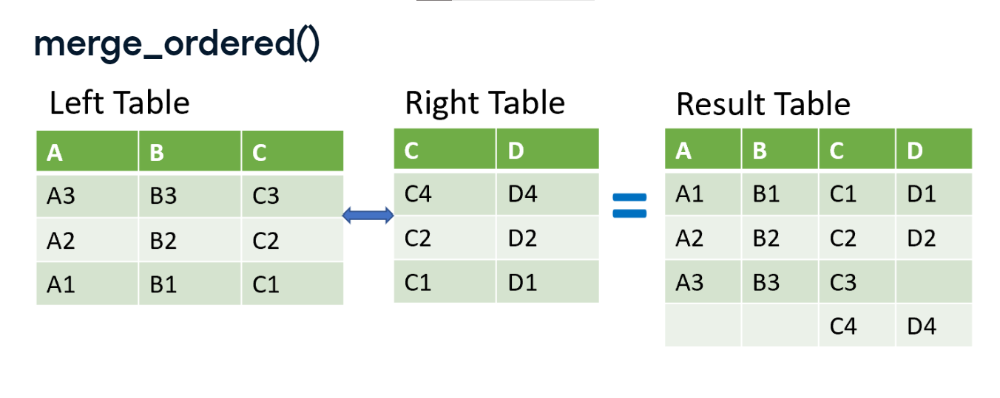 merge_ordered()
Left Table
A B C
A3 B3 C3
A2 B2 C2
A1 B1 C1
Right Table
C D
C4 D4
C2 D2
C1 D1
Result Table
A B C D
A1 B1 C1 D1
A2 B2 C2 D2
A3 B3 C3
C4 D4